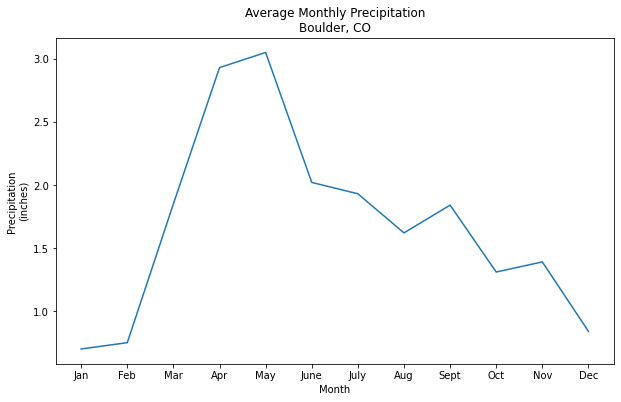 Average Monthly Precipitation
Boulder, CO
3.0
2.5
2.0
1.5
1.0
Precipitation
(inches)
Jan Feb Mar Apr May June July Aug Sept Oct Nov Dec
Month